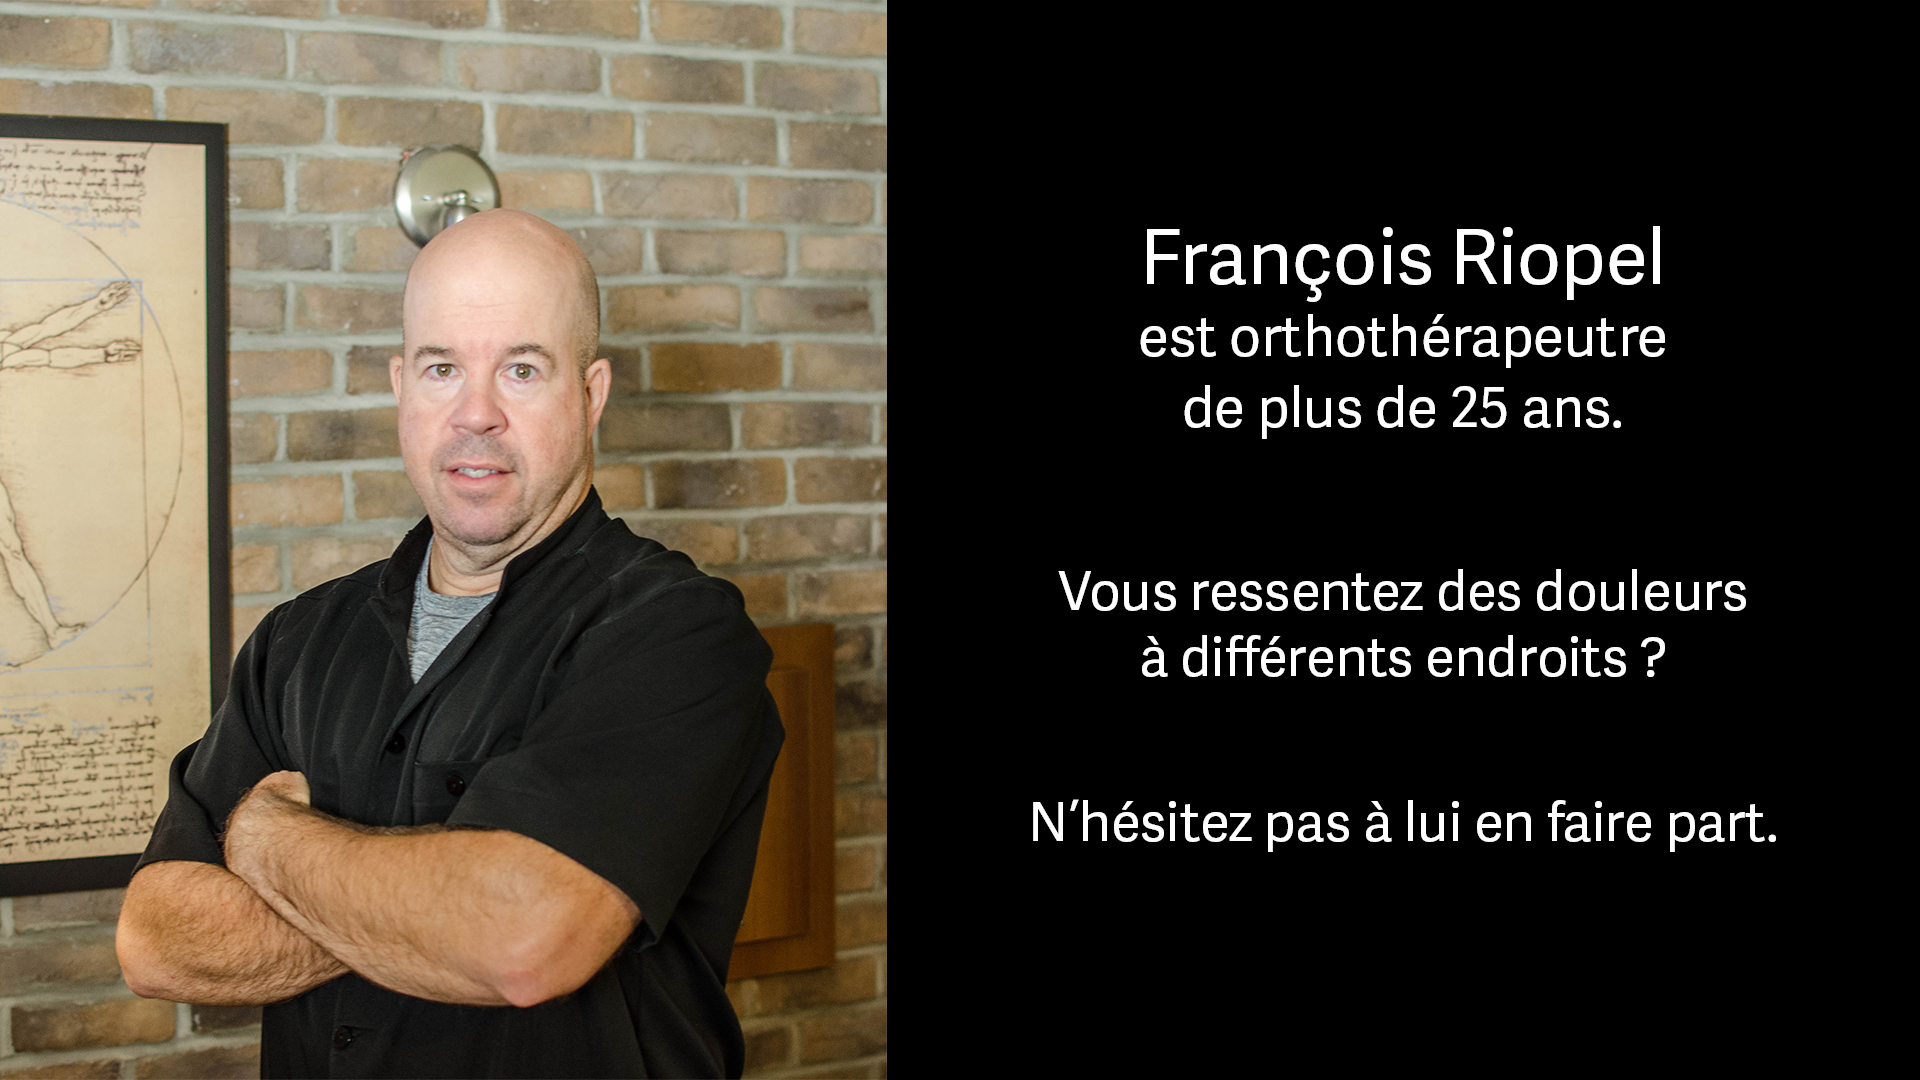 François Riopel
est orthothérapeutre
de plus de 25 ans.
Vous ressentez des douleurs
à différents endroits ?
N'hésitez pas à lui en faire part.